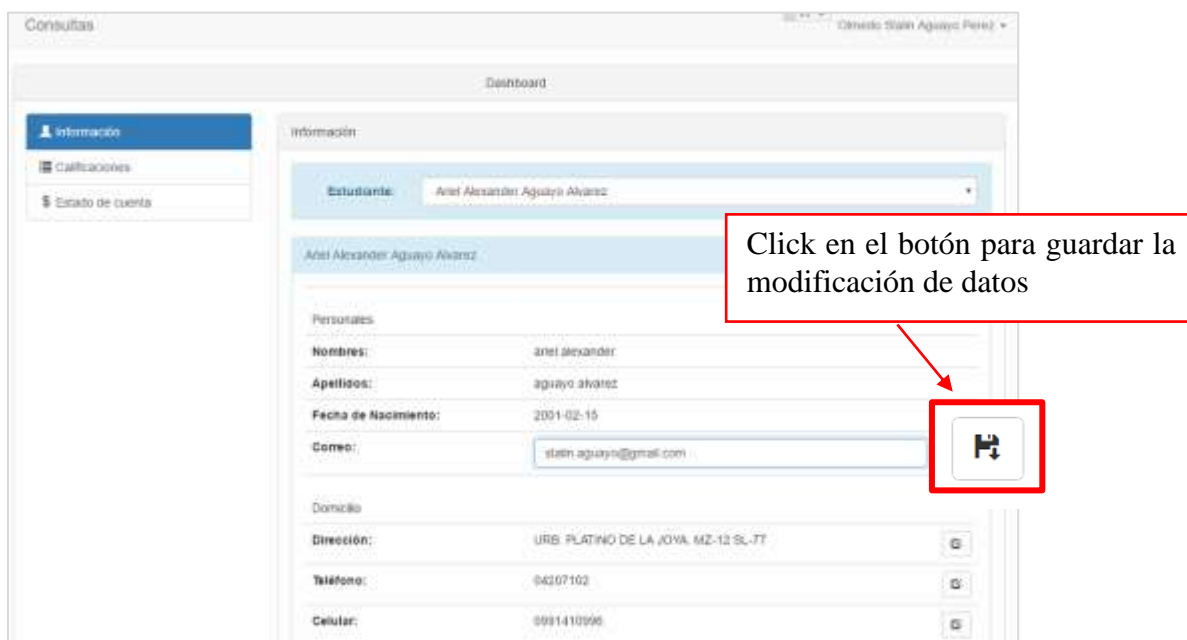 Consultas
Olmedo Stalin Aguayo Perez
Dashboard
Información
Información
Calificaciones
Estudiante:
Ariel Alexander Aguayo Alvarez
$ Estado de cuenta
Click en el botón para guardar la
modificación de datos
Ariel Alexander Aguayo Alvarez
Personales
Nombres: ariel alexander
Apellidos: aguayo alvarez
Fecha de Nacimiento: 2001-02-15
Correo: stalin.aguayo@gmail.com
Domicilio
Dirección: URB. PLATINO DE LA JOYA. MZ-12 SL-77
Teléfono: 04207102
Celular: 0991410996